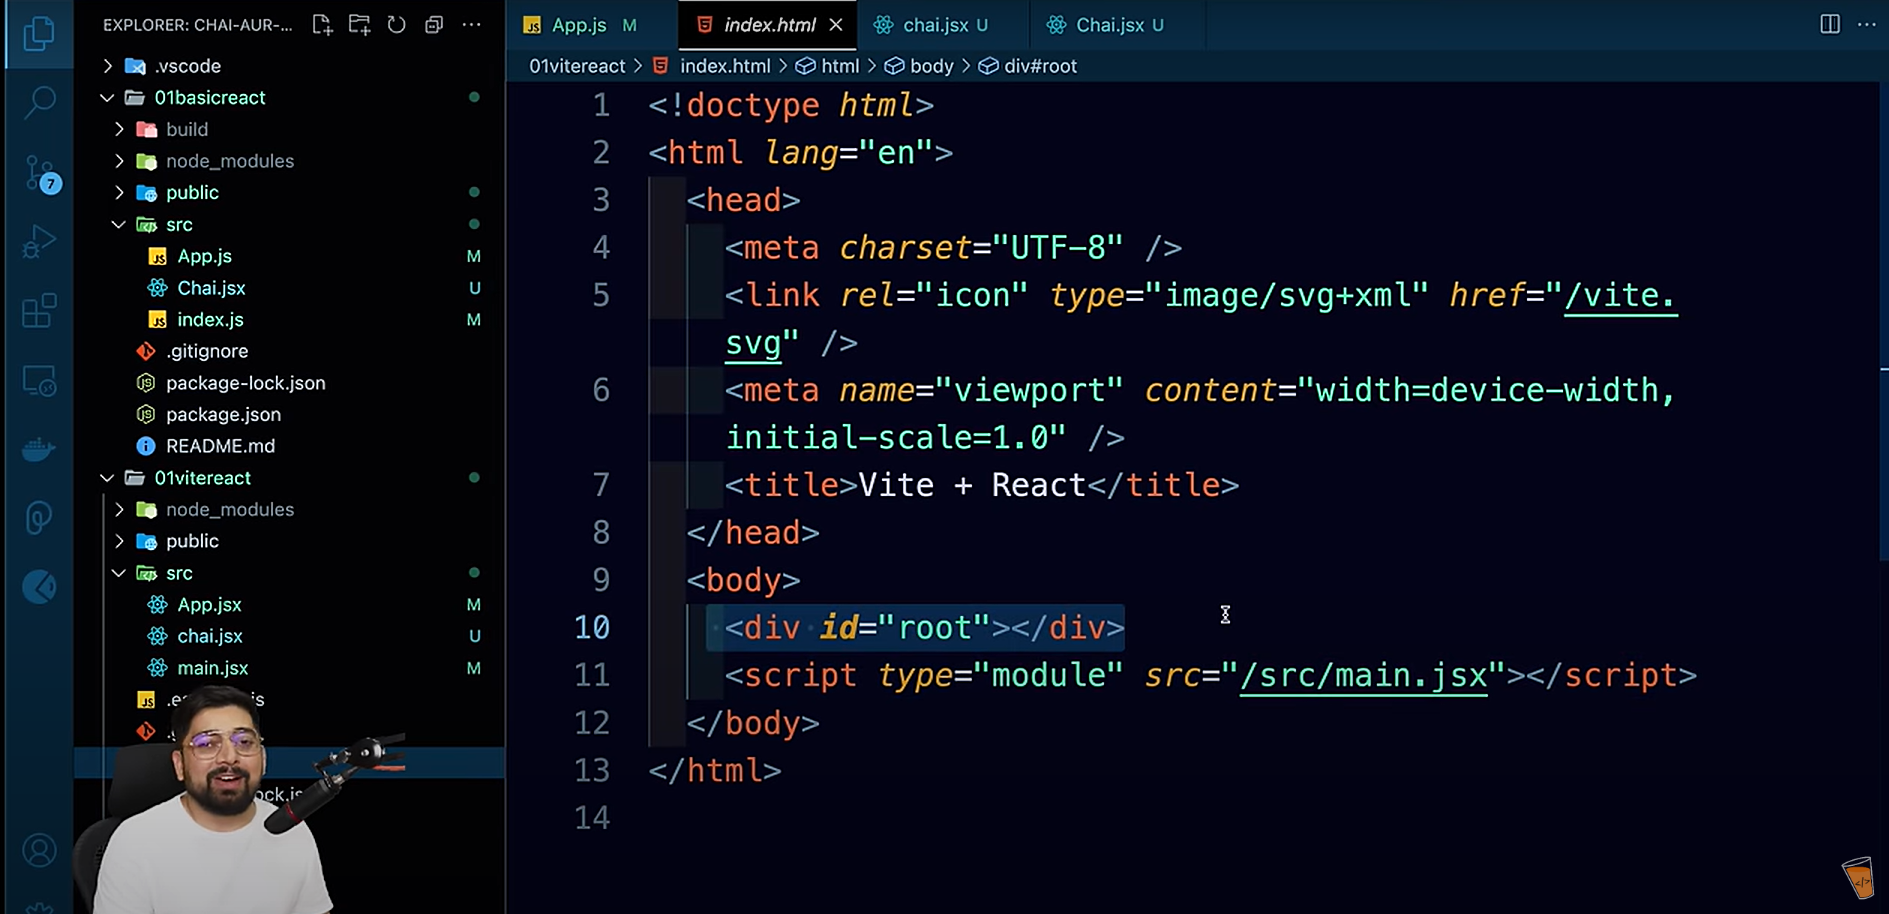 EXPLORER: CHAI-AUR-...
.vscode
01basicreact
build
node_modules
public
src
App.js M
Chai.jsx U
index.js M
.gitignore
package-lock.json
package.json
README.md
01vitereact
node_modules
public
src
App.jsx M
chai.jsx U
main.jsx M
7
App.js M
index.html
chai.jsx U
Chai.jsx U
01vitereact > index.html > html > body > div#root
1 <!doctype html>
2 <html lang="en">
3 <head>
4 <meta charset="UTF-8" />
5 <link rel="icon" type="image/svg+xml" href="/vite.
svg" />
6 <meta name="viewport" content="width=device-width,
initial-scale=1.0" />
7 <title>Vite + React</title>
8 </head>
9 <body>
10 <div id="root"></div>
11 <script type="module" src="/src/main.jsx"></script>
12 </body>
13 </html>
14